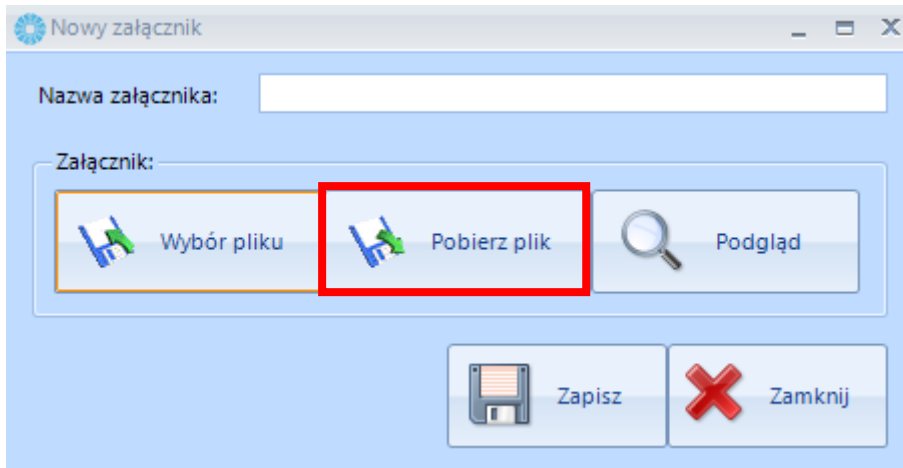 Nowy załącznik
Nazwa załącznika:
Załącznik:
Wybór pliku
Pobierz plik
Podgląd
Zapisz
Zamknij